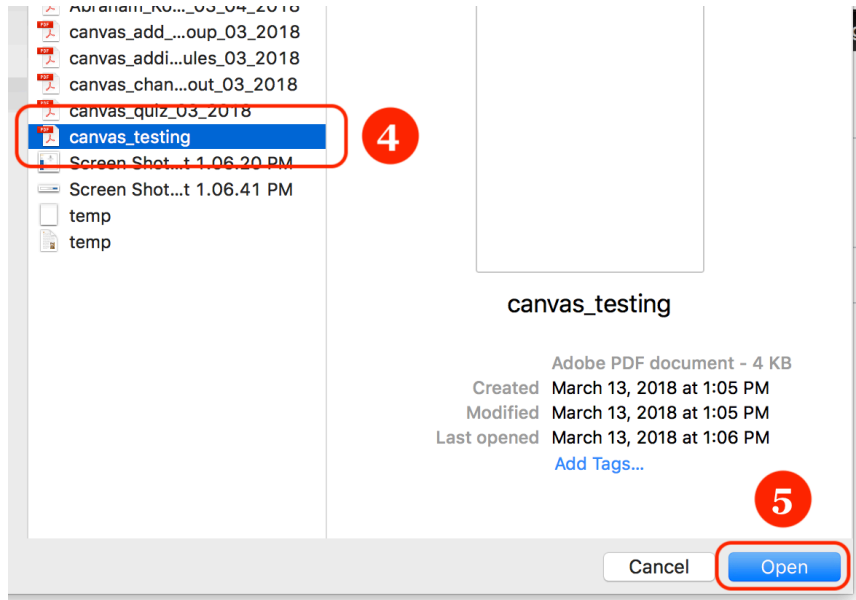 Abraham_Ko..._03_04_2018
canvas_add_...oup_03_2018
canvas_addi...ules_03_2018
canvas_chan...out_03_2018
canvas_quiz_03_2018
canvas_testing
4
Screen Shot...t 1.06.20 PM
Screen Shot...t 1.06.41 PM
temp
temp
canvas_testing
Adobe PDF document - 4 KB
Created March 13, 2018 at 1:05 PM
Modified March 13, 2018 at 1:05 PM
Last opened March 13, 2018 at 1:06 PM
Add Tags...
5
Cancel Open